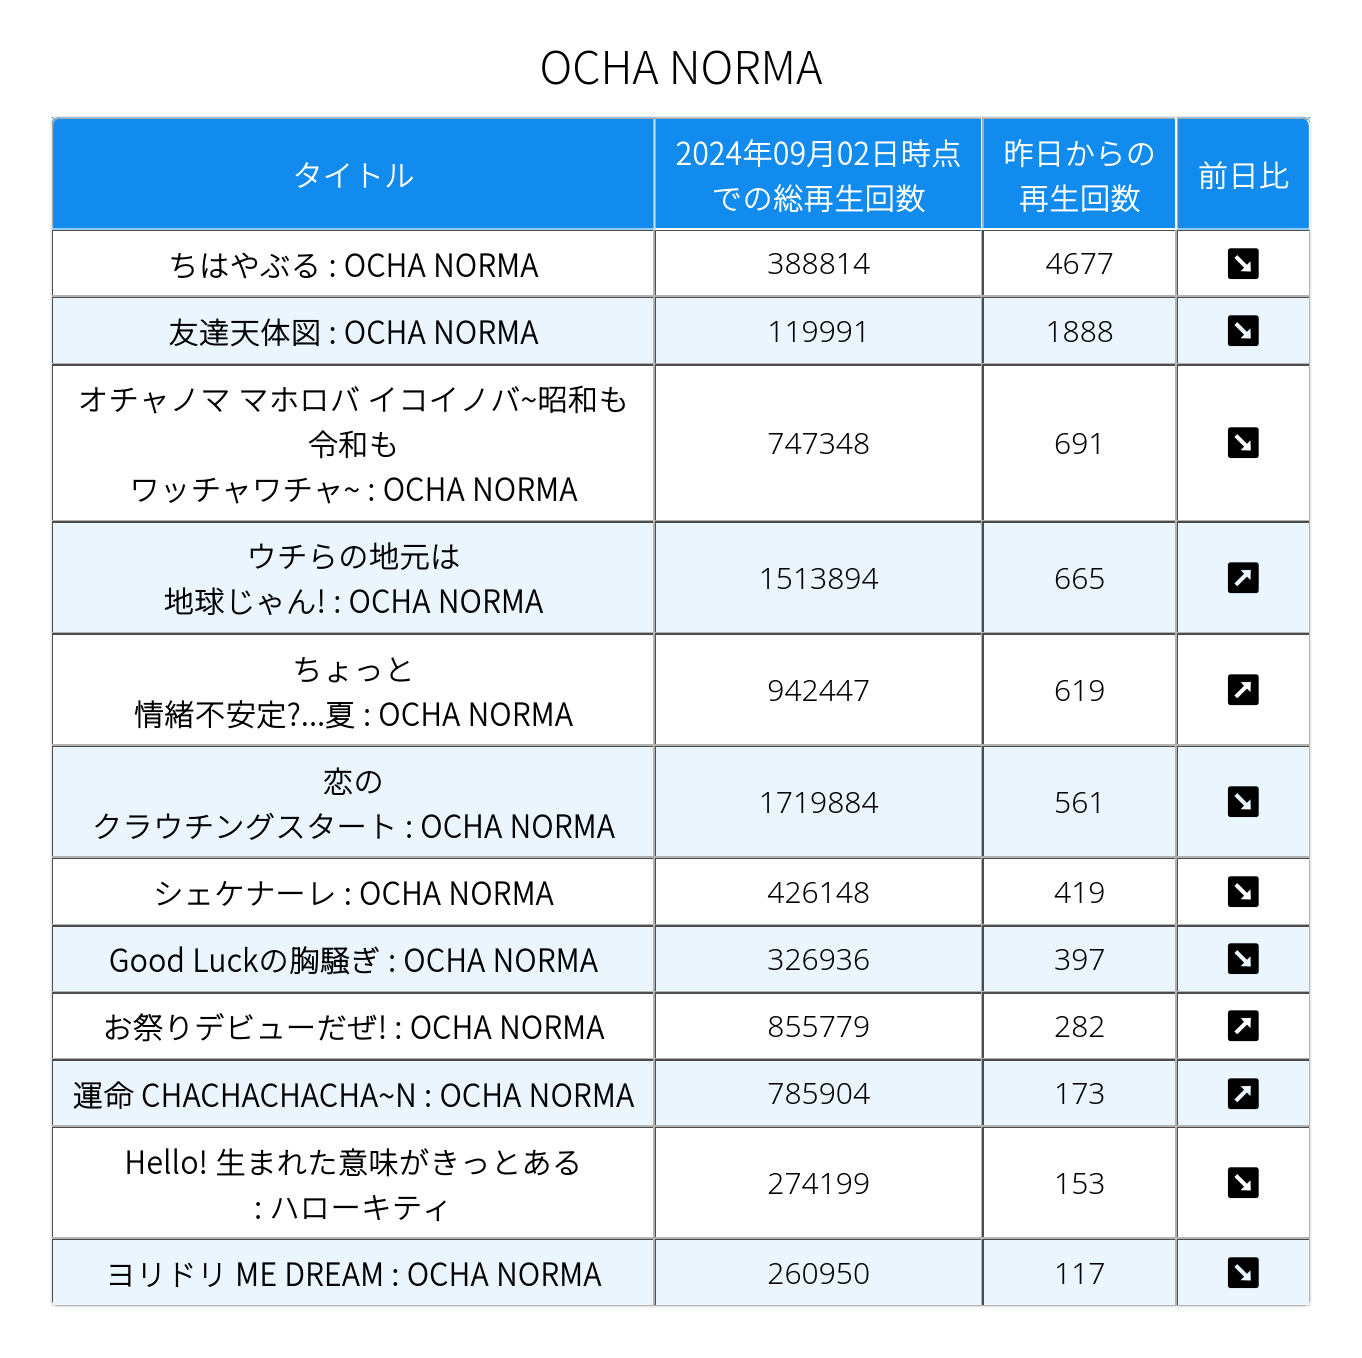 OCHA NORMA
タイトル
2024年09月02日時点
での総再生回数
昨日からの
再生回数
前日比
ちはやぶる : OCHA NORMA
388814
4677
↘
友達天体図 : OCHA NORMA
119991
1888
↘
オチャノマ マホロバ イコイノバ~昭和も
令和も
ワッチャワチャ~ : OCHA NORMA
747348
691
↘
ウチらの地元は
地球じゃん! : OCHA NORMA
1513894
665
↗
ちょっと
情緒不安定?...夏 : OCHA NORMA
942447
619
↗
恋の
クラウチングスタート : OCHA NORMA
1719884
561
↘
シェケナーレ : OCHA NORMA
426148
419
↘
Good Luckの胸騒ぎ : OCHA NORMA
326936
397
↘
お祭りデビューだぜ! : OCHA NORMA
855779
282
↗
運命 CHACHACHACHA~N : OCHA NORMA
785904
173
↗
Hello! 生まれた意味がきっとある
: ハローキティ
274199
153
↘
ヨリドリ ME DREAM : OCHA NORMA
260950
117
↘